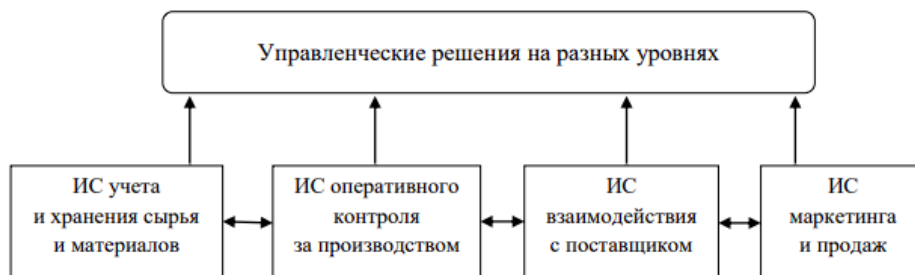 Управленческие решения на разных уровнях
ИС учета
и хранения сырья
и материалов
ИС оперативного
контроля
за производством
ИС
взаимодействия
с поставщиком
ИС
маркетинга
и продаж